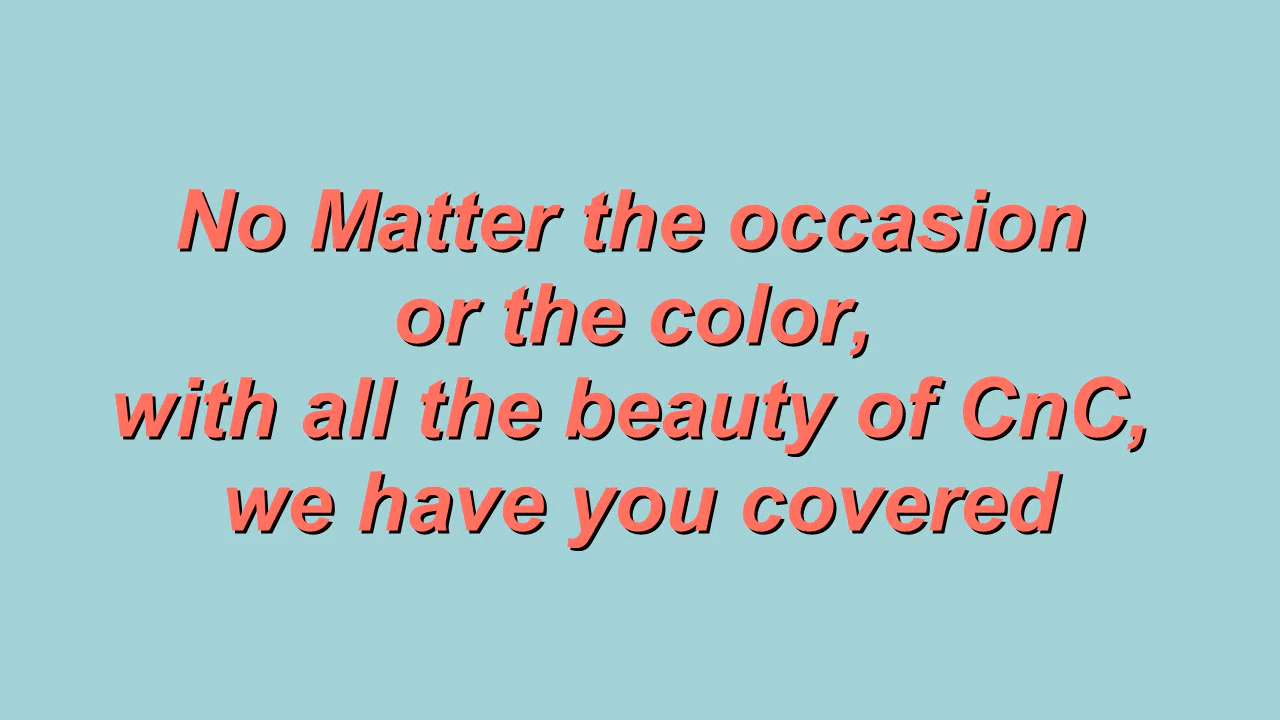 No Matter the occasion
or the color,
with all the beauty of CnC,
we have you covered